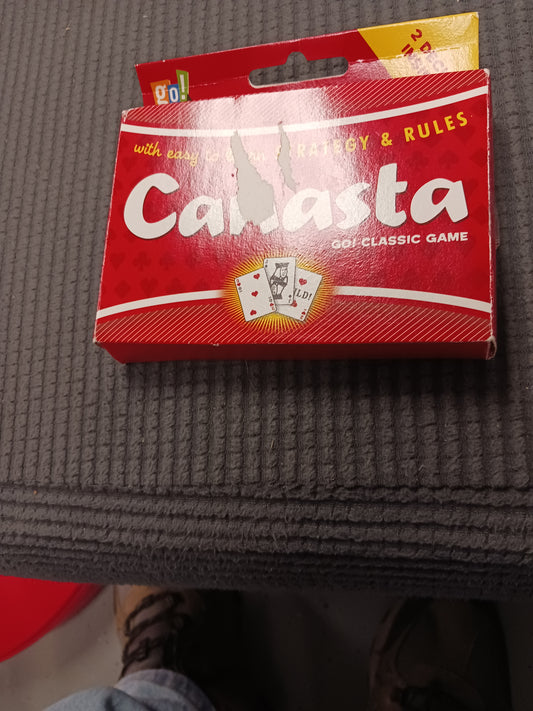 go!
with easy to STRATEGY & RULES
Canasta
GO! CLASSIC GAME